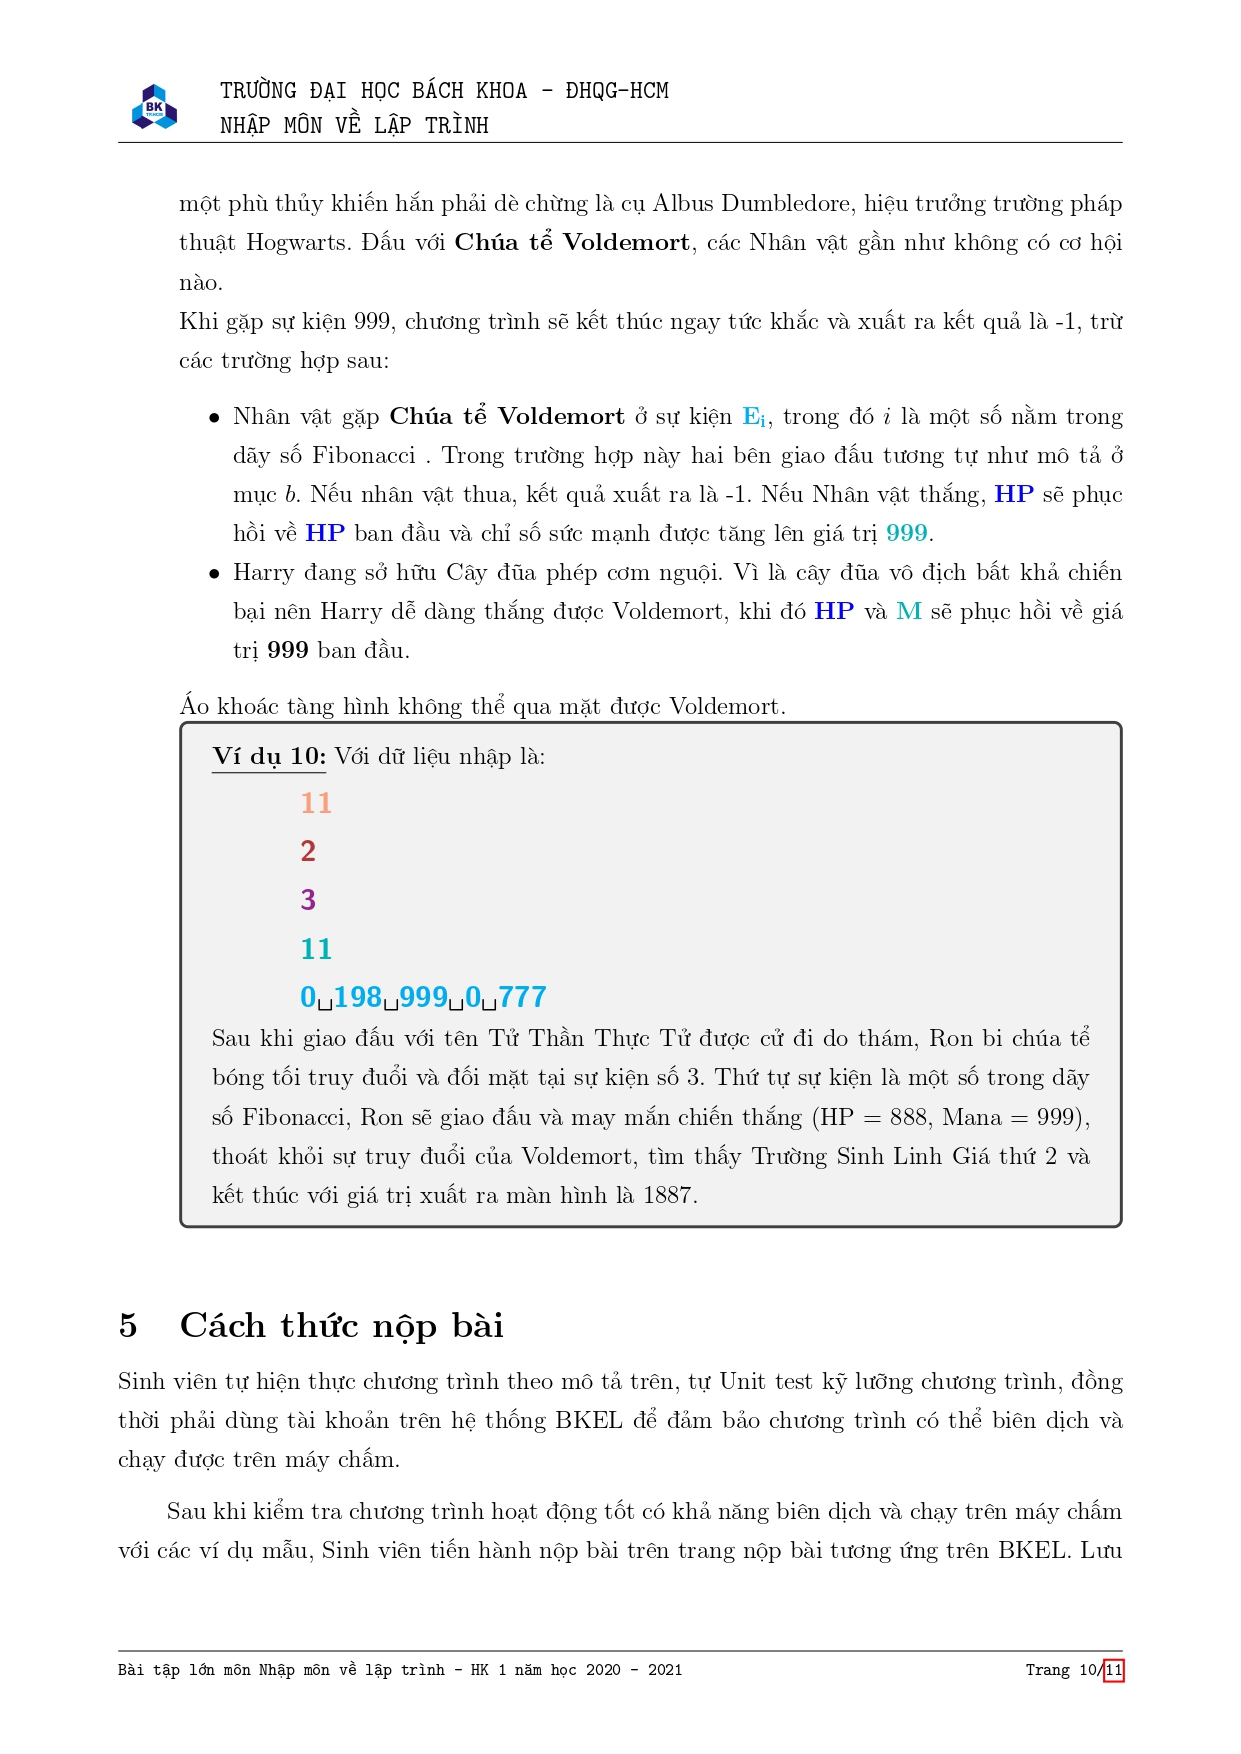 BK
TP.HCM
TRƯỜNG ĐẠI HỌC BÁCH KHOA - ĐHQG-HCM
NHẬP MÔN VỀ LẬP TRÌNH
một phù thủy khiến hắn phải dè chừng là cụ Albus Dumbledore, hiệu trưởng trường pháp
thuật Hogwarts. Đấu với Chúa tể Voldemort, các Nhân vật gần như không có cơ hội
nào.
Khi gặp sự kiện 999, chương trình sẽ kết thúc ngay tức khắc và xuất ra kết quả là -1, trừ
các trường hợp sau:
• Nhân vật gặp Chúa tể Voldemort ở sự kiện Ei, trong đó i là một số nằm trong
dãy số Fibonacci . Trong trường hợp này hai bên giao đấu tương tự như mô tả ở
mục b. Nếu nhân vật thua, kết quả xuất ra là -1. Nếu Nhân vật thắng, HP sẽ phục
hồi về HP ban đầu và chỉ số sức mạnh được tăng lên giá trị 999.
• Harry đang sở hữu Cây đũa phép cơm nguội. Vì là cây đũa vô địch bất khả chiến
bại nên Harry dễ dàng thắng được Voldemort, khi đó HP và M sẽ phục hồi về giá
trị 999 ban đầu.
Áo khoác tàng hình không thể qua mặt được Voldemort.
Ví dụ 10: Với dữ liệu nhập là:
11
2
3
11
0␣198␣999␣0␣777
Sau khi giao đấu với tên Tử Thần Thực Tử được cử đi do thám, Ron bi chúa tể
bóng tối truy đuổi và đối mặt tại sự kiện số 3. Thứ tự sự kiện là một số trong dãy
số Fibonacci, Ron sẽ giao đấu và may mắn chiến thắng (HP = 888, Mana = 999),
thoát khỏi sự truy đuổi của Voldemort, tìm thấy Trường Sinh Linh Giá thứ 2 và
kết thúc với giá trị xuất ra màn hình là 1887.
5 Cách thức nộp bài
Sinh viên tự hiện thực chương trình theo mô tả trên, tự Unit test kỹ lưỡng chương trình, đồng
thời phải dùng tài khoản trên hệ thống BKEL để đảm bảo chương trình có thể biên dịch và
chạy được trên máy chấm.
Sau khi kiểm tra chương trình hoạt động tốt có khả năng biên dịch và chạy trên máy chấm
với các ví dụ mẫu, Sinh viên tiến hành nộp bài trên trang nộp bài tương ứng trên BKEL. Lưu
Bài tập lớn môn Nhập môn về lập trình - HK 1 năm học 2020 - 2021
Trang 10/11